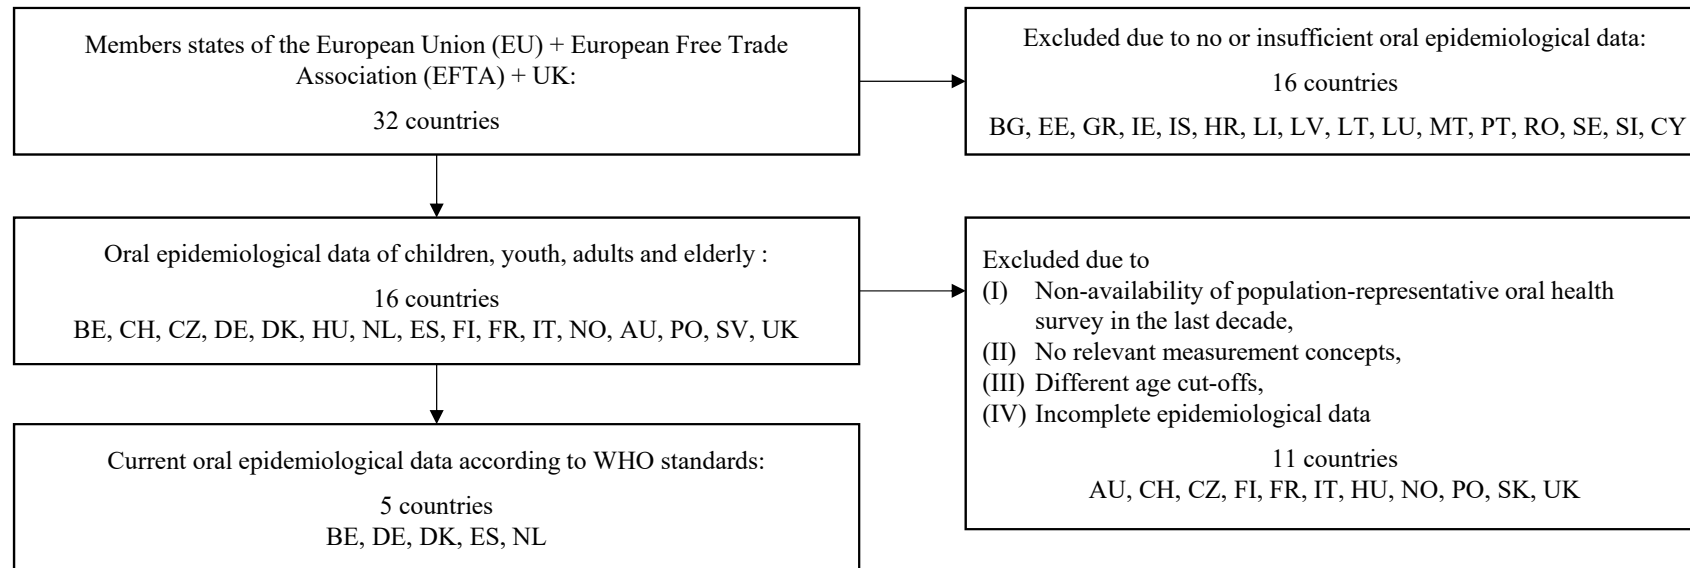 Members states of the European Union (EU) + European Free Trade
Association (EFTA) + UK:
32 countries
Excluded due to no or insufficient oral epidemiological data:
16 countries
BG, EE, GR, IE, IS, HR, LI, LV, LT, LU, MT, PT, RO, SE, SI, CY
Oral epidemiological data of children, youth, adults and elderly :
16 countries
BE, CH, CZ, DE, DK, HU, NL, ES, FI, FR, IT, NO, AU, PO, SV, UK
Excluded due to
(I) Non-availability of population-representative oral health
survey in the last decade,
(II) No relevant measurement concepts,
(III) Different age cut-offs,
(IV) Incomplete epidemiological data
11 countries
AU, CH, CZ, FI, FR, IT, HU, NO, PO, SK, UK
Current oral epidemiological data according to WHO standards:
5 countries
BE, DE, DK, ES, NL